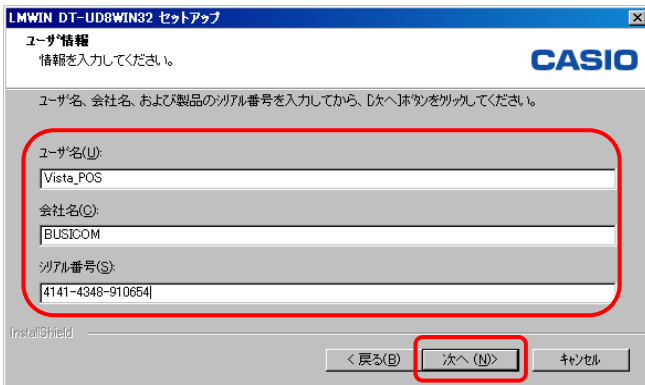 LMWIN DT-UD8WIN32 セットアップ
ユーザ情報
情報を入力してください。
CASIO
ユーザ名、会社名、および製品のシリアル番号を入力してから、[次へ]ボタンをクリックしてください。
ユーザ名(U):
Vista_POS
会社名(C):
BUSICOM
シリアル番号(S):
4141-4348-910654
InstallShield
< 戻る(B)
次へ (N)>
キャンセル